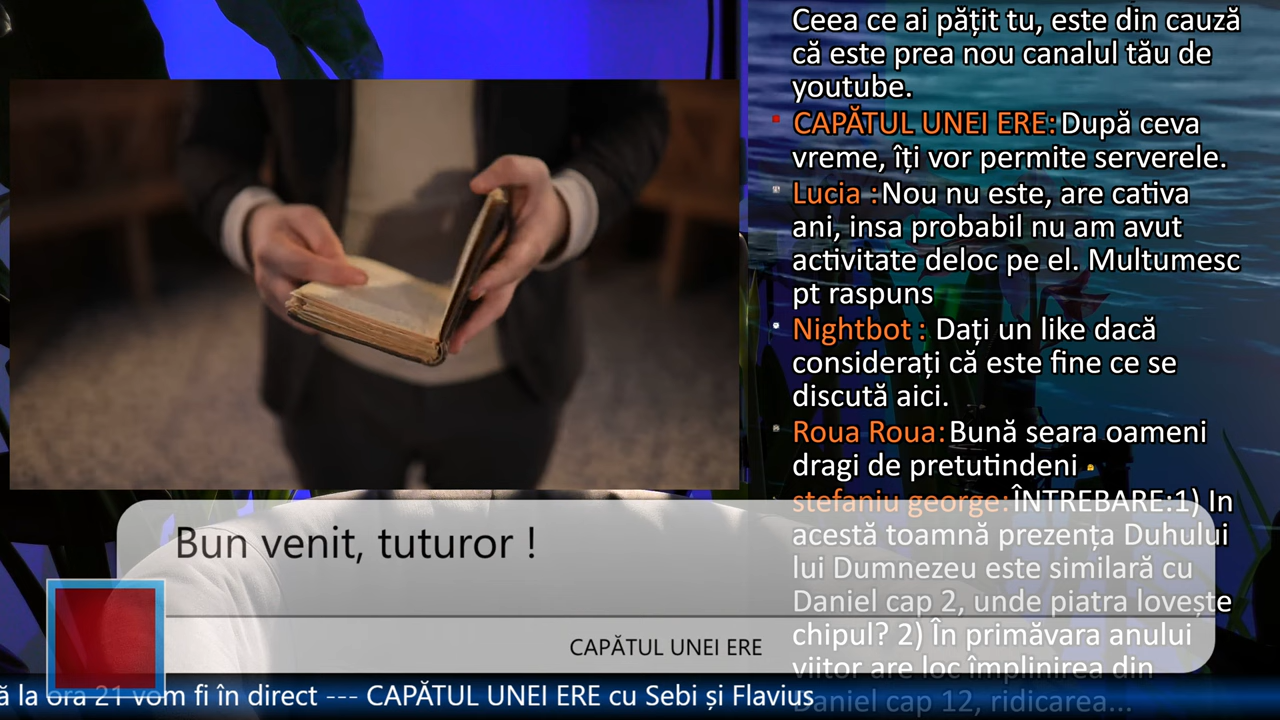 Ceea ce ai pățit tu, este din cauză
că este prea nou canalul tău de
youtube.
CAPĂTUL UNEI ERE: După ceva
vreme, îți vor permite serverele.
Lucia : Nou nu este, are cativa
ani, insa probabil nu am avut
activitate deloc pe el. Multumesc
pt raspuns
Nightbot : Dați un like dacă
considerați că este fine ce se
discută aici.
Roua Roua: Bună seara oameni
dragi de pretutindeni
stefaniu george: ÎNTREBARE:1) In
acestă toamnă prezența Duhului
lui Dumnezeu este similară cu
Daniel cap 2, unde piatra lovește
chipul? 2) În primăvara anului
viitor are loc împlinirea din
Daniel cap 12, ridicarea...
Bun venit, tuturor !
CAPĂTUL UNEI ERE
ă la ora 21 vom fi în direct --- CAPĂTUL UNEI ERE cu Sebi și Flavius